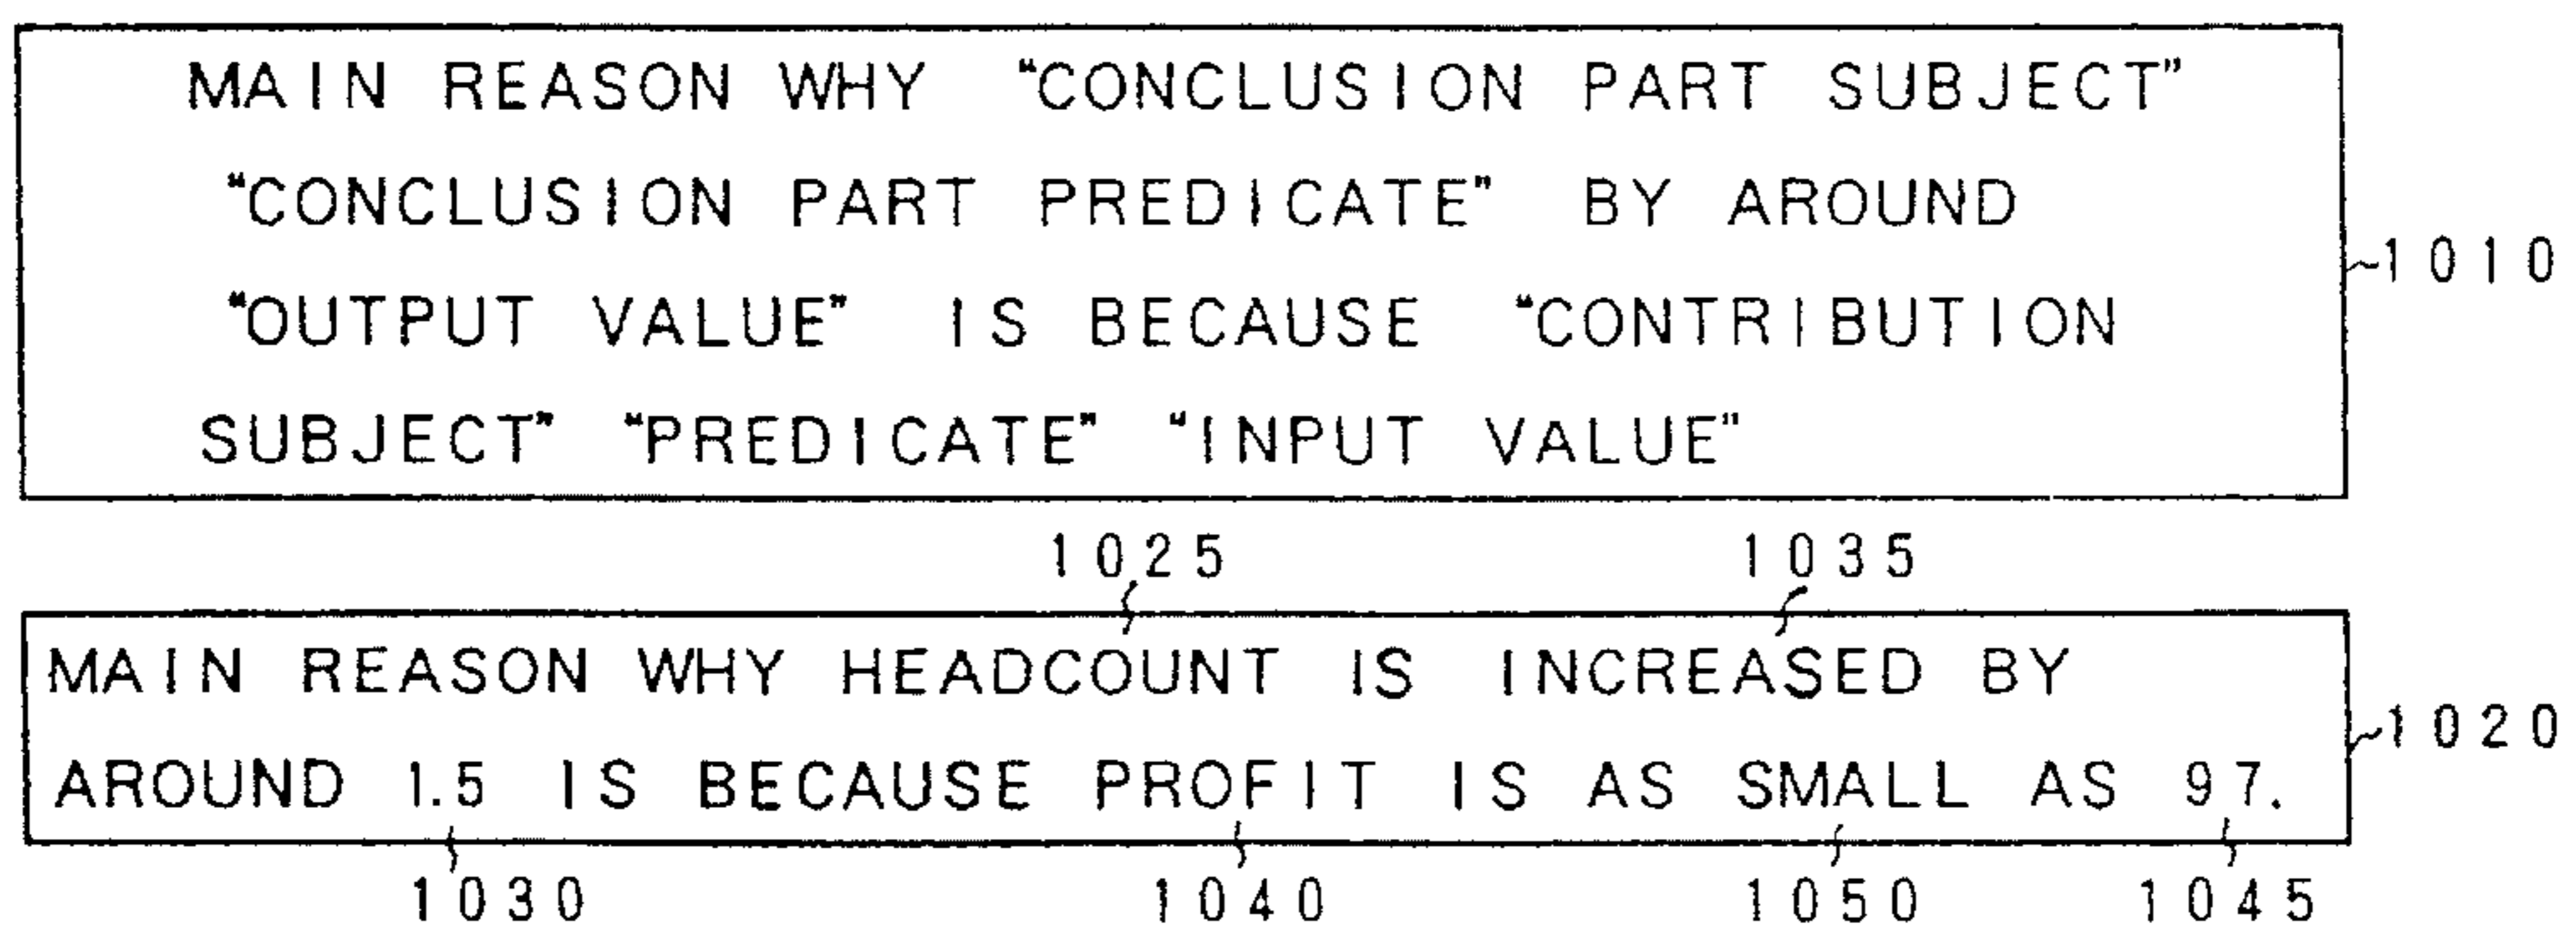 MAIN REASON WHY “CONCLUSION PART SUBJECT”
“CONCLUSION PART PREDICATE” BY AROUND
“OUTPUT VALUE” IS BECAUSE “CONTRIBUTION
SUBJECT” “PREDICATE” “INPUT VALUE”
1010
1025 1035
MAIN REASON WHY HEADCOUNT IS INCREASED BY
AROUND 1.5 IS BECAUSE PROFIT IS AS SMALL AS 97.
1020
1030 1040 1050 1045